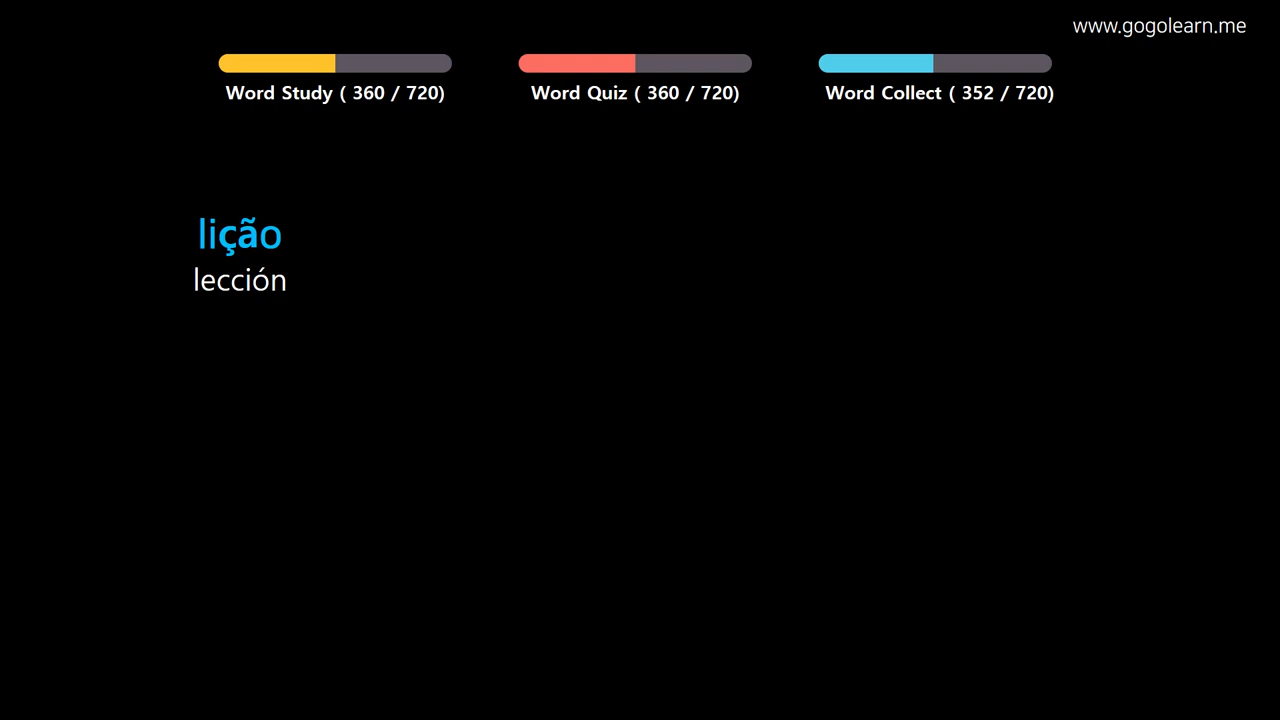 www.gogolearn.me
Word Study ( 360 / 720)
Word Quiz ( 360 / 720)
Word Collect ( 352 / 720)
lição
lección